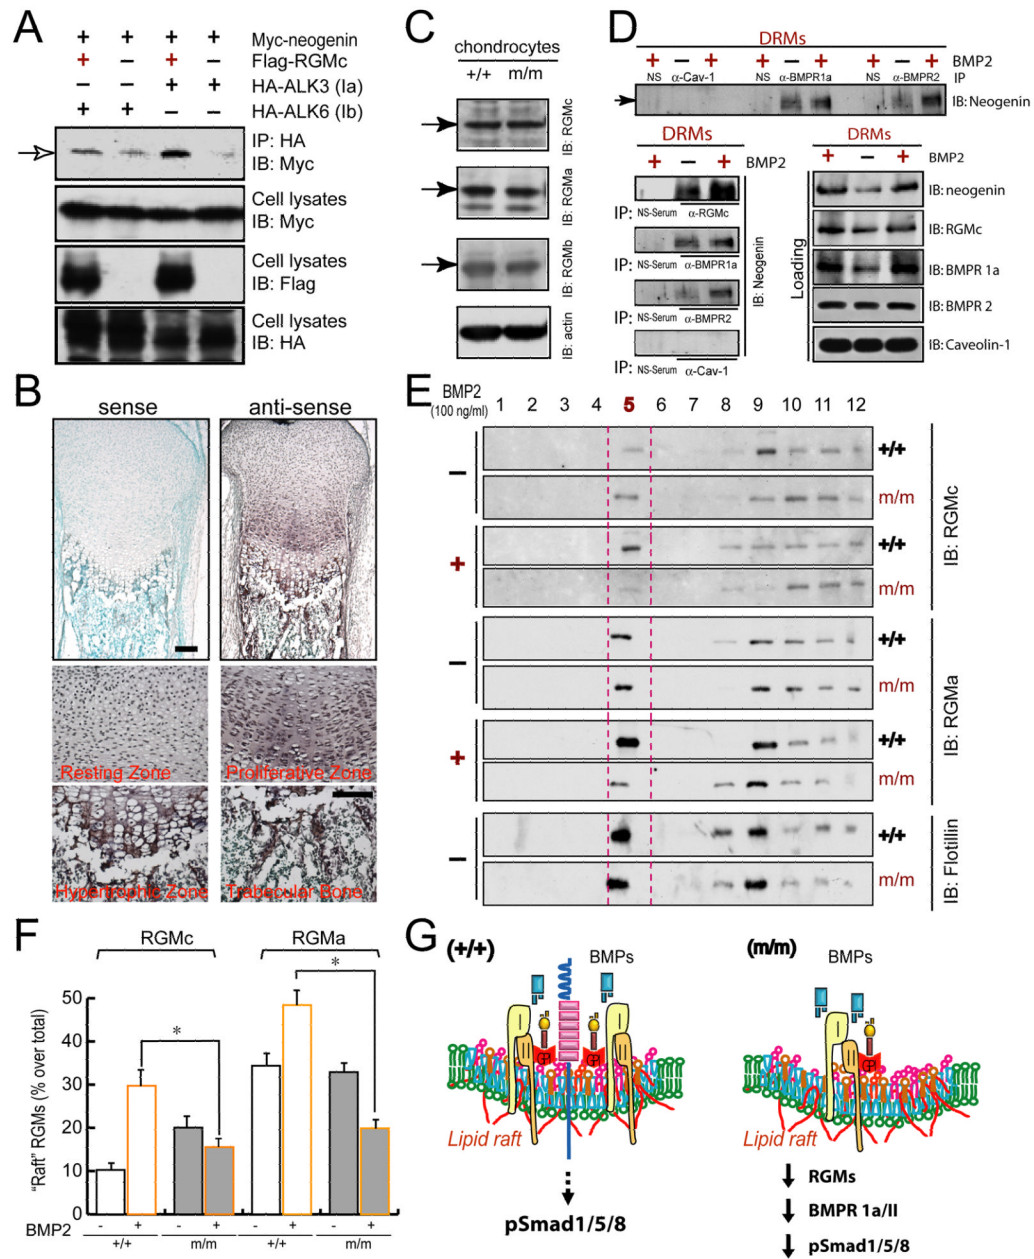 A
+ + + + Myc-neogenin
+ − + − Flag-RGMc
− − + + HA-ALK3 (Ia)
+ + − − HA-ALK6 (Ib)
IP: HA
IB: Myc
Cell lysates
IB: Myc
Cell lysates
IB: Flag
Cell lysates
IB: HA
B
sense anti-sense
Resting Zone Proliferative Zone
Hypertrophic Zone Trabecular Bone
C
chondrocytes
+/+ m/m
IB: RGMc
IB: RGMa
IB: RGMb
IB: actin
D
DRMs
+ − + + − + + − + BMP2
NS α-Cav-1 NS α-BMPR1a NS α-BMPR2 IP
IB: Neogenin
DRMs
+ − + BMP2
IP: NS-Serum α-RGMc
IP: NS-Serum α-BMPR1a
IP: NS-Serum α-BMPR2
IP: NS-Serum α-Cav-1
IB: Neogenin
DRMs
+ − + BMP2
Loading
IB: neogenin
IB: RGMc
IB: BMPR 1a
IB: BMPR 2
IB: Caveolin-1
E
BMP2
(100 ng/ml)
1 2 3 4 5 6 7 8 9 10 11 12
− +/+
m/m
+ +/+
m/m
IB: RGMc
− +/+
m/m
+ +/+
m/m
IB: RGMa
− +/+
m/m
IB: Flotillin
F
RGMc RGMa
* *
"Raft" RGMs (% over total)
50
40
30
20
10
0
BMP2 - + - + - + - +
+/+ m/m +/+ m/m
G
(+/+) BMPs
I II GPI GPI I II
Lipid raft
pSmad1/5/8
(m/m)
BMPs
I II GPI
Lipid raft
↓ RGMs
↓ BMPR 1a/II
↓ pSmad1/5/8